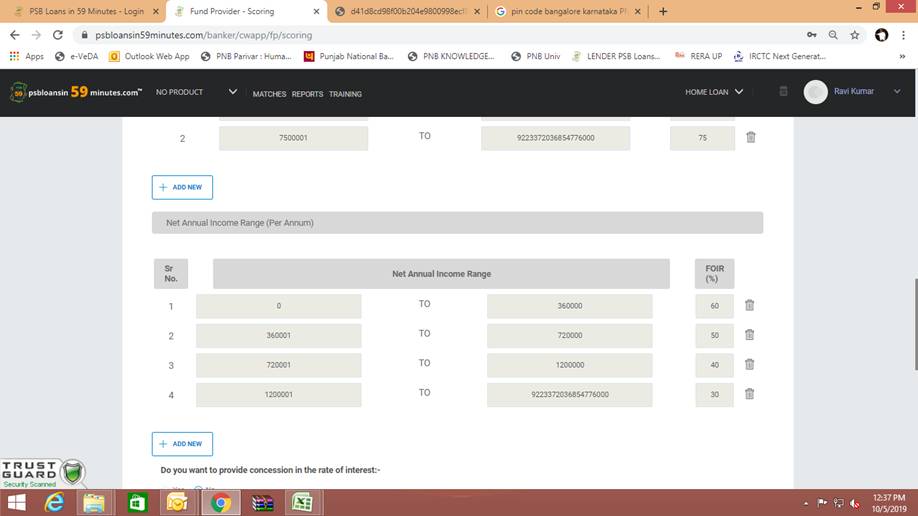 PSB Loans in 59 Minutes - Login
Fund Provider - Scoring
d41d8cd98f00b204e9800998ecf
pin code bangalore karnataka
psbloansin59minutes.com/banker/cwapp/fp/scoring
Apps
e-VeDA
Outlook Web App
PNB Parivar : Huma...
Punjab National Ba...
PNB KNOWLEDGE...
PNB Univ
LENDER PSB Loans...
RERA UP
IRCTC Next Generat...
psbloansin 59 minutes.com™
NO PRODUCT
MATCHES REPORTS TRAINING
HOME LOAN
Ravi Kumar
2 7500001 TO 9223372036854776000 75
+ ADD NEW
Net Annual Income Range (Per Annum)
Sr No. Net Annual Income Range FOIR (%)
1 0 TO 360000 60
2 360001 TO 720000 50
3 720001 TO 1200000 40
4 1200001 TO 9223372036854776000 30
+ ADD NEW
Do you want to provide concession in the rate of interest:-
TRUST GUARD
Security Scanned
12:37 PM
10/5/2019